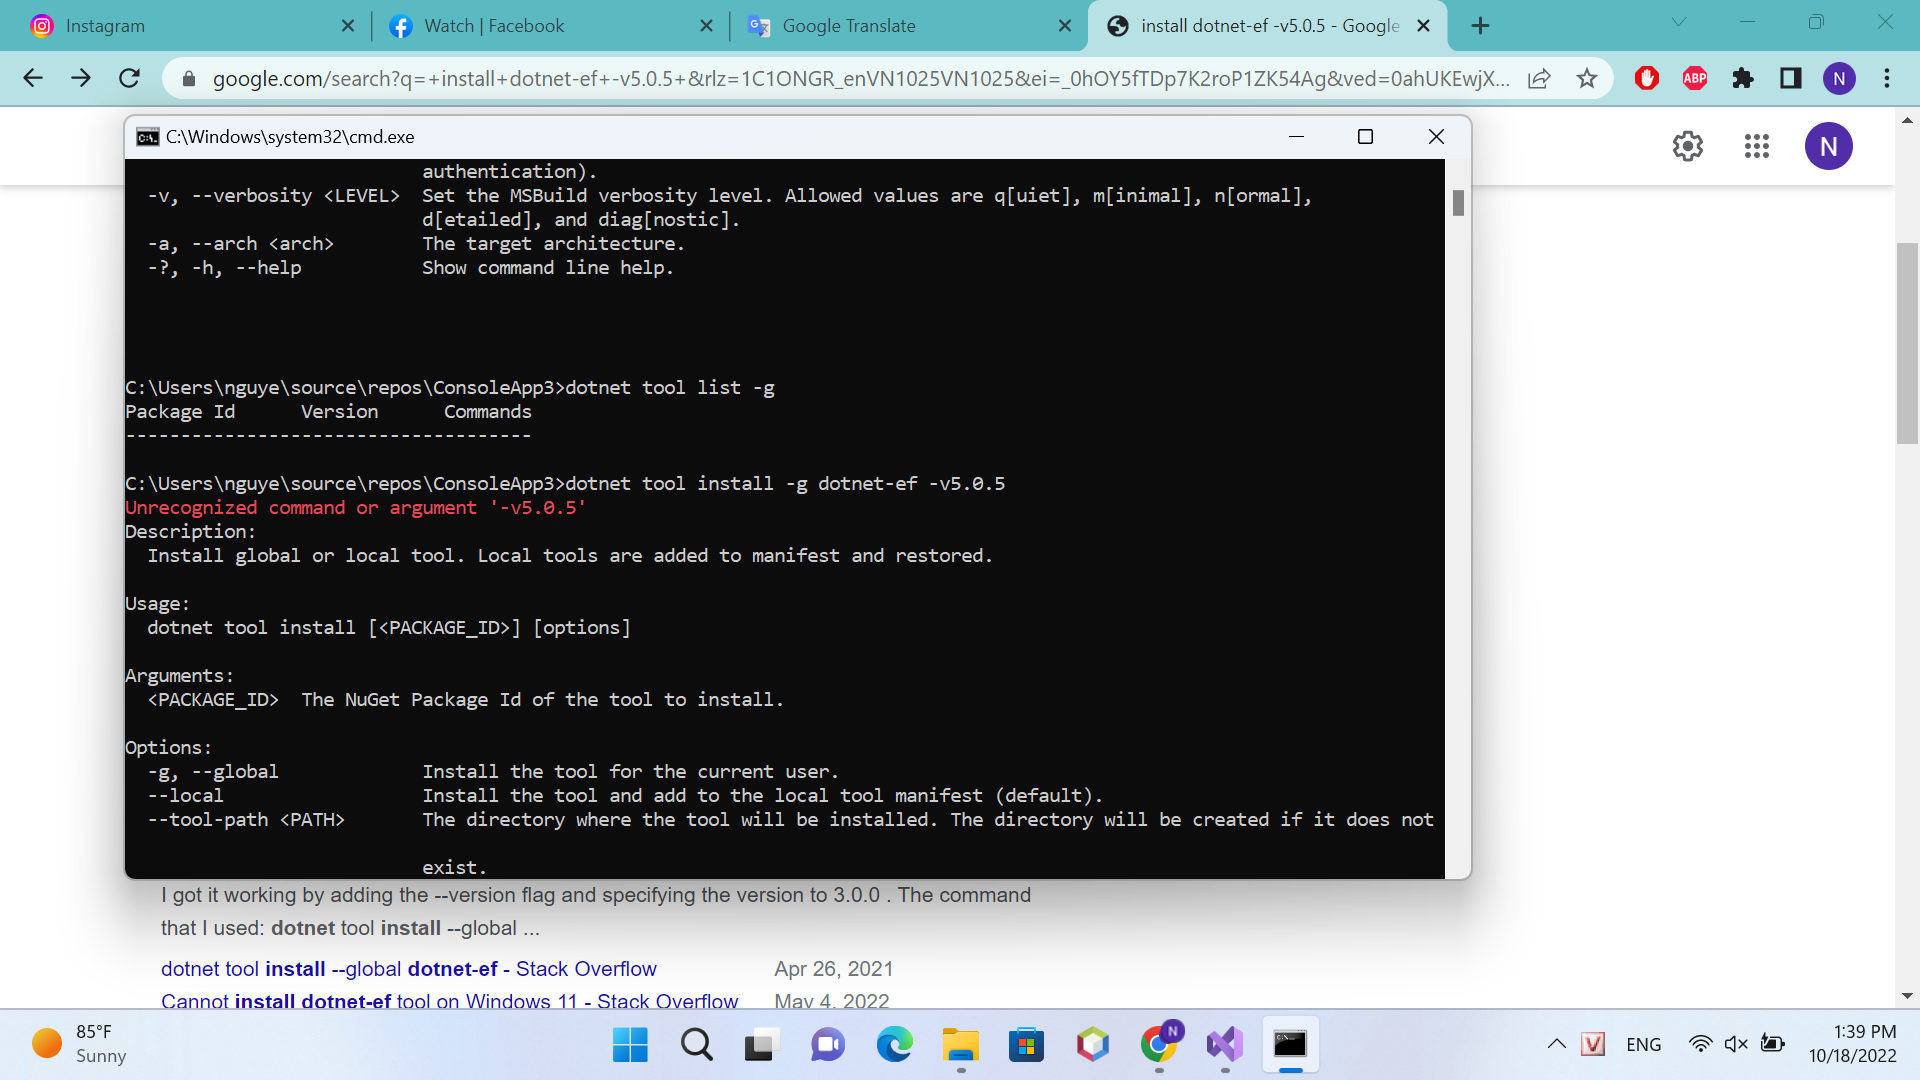 Instagram
Watch | Facebook
Google Translate
install dotnet-ef -v5.0.5 - Google
google.com/search?q=+install+dotnet-ef+-v5.0.5+&rlz=1C1ONGR_enVN1025VN1025&ei=_0hOY5fTDp7K2roP1ZK54Ag&ved=0ahUKEwjX...
ABP
N
C:\Windows\system32\cmd.exe
N
authentication).
-v, --verbosity <LEVEL> Set the MSBuild verbosity level. Allowed values are q[uiet], m[inimal], n[ormal],
d[etailed], and diag[nostic].
-a, --arch <arch> The target architecture.
-?, -h, --help Show command line help.
C:\Users\nguye\source\repos\ConsoleApp3>dotnet tool list -g
Package Id Version Commands
-------------------------------------
C:\Users\nguye\source\repos\ConsoleApp3>dotnet tool install -g dotnet-ef -v5.0.5
Unrecognized command or argument '-v5.0.5'
Description:
Install global or local tool. Local tools are added to manifest and restored.
Usage:
dotnet tool install [<PACKAGE_ID>] [options]
Arguments:
<PACKAGE_ID> The NuGet Package Id of the tool to install.
Options:
-g, --global Install the tool for the current user.
--local Install the tool and add to the local tool manifest (default).
--tool-path <PATH> The directory where the tool will be installed. The directory will be created if it does not
exist.
I got it working by adding the --version flag and specifying the version to 3.0.0 . The command
that I used: dotnet tool install --global ...
dotnet tool install --global dotnet-ef - Stack Overflow Apr 26, 2021
Cannot install dotnet-ef tool on Windows 11 - Stack Overflow May 4, 2022
85°F
Sunny
N
V
ENG
1:39 PM
10/18/2022